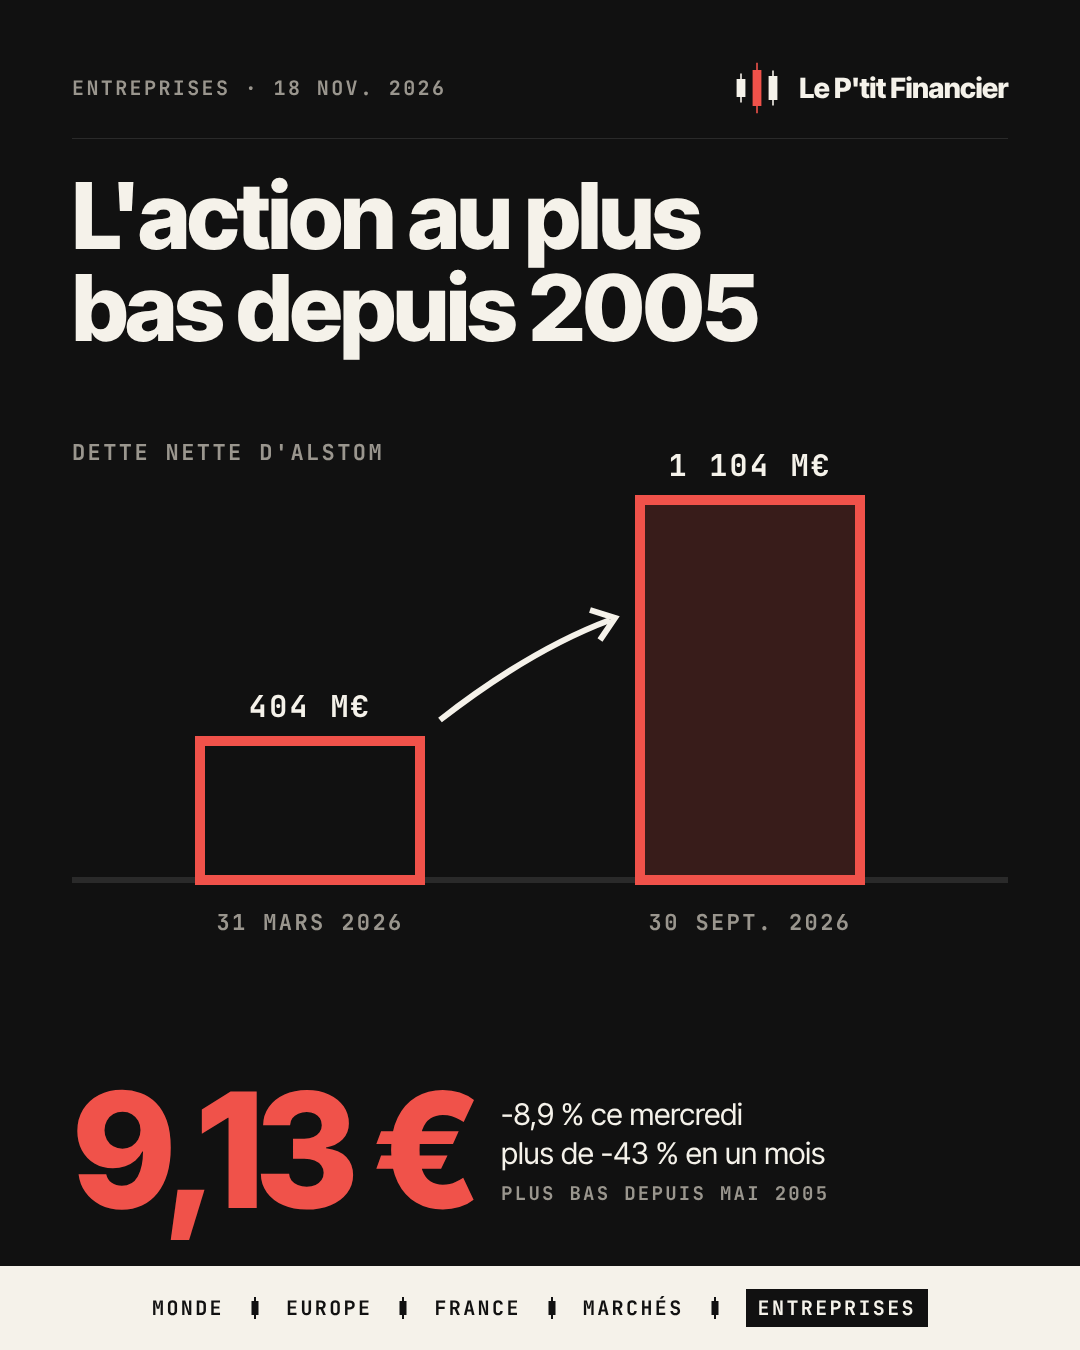 ENTREPRISES · 18 NOV. 2026
Le P'tit Financier
L'action au plus
bas depuis 2005
DETTE NETTE D'ALSTOM
1 104 M€
404 M€
31 MARS 2026
30 SEPT. 2026
9,13 €
-8,9 % ce mercredi
plus de -43 % en un mois
PLUS BAS DEPUIS MAI 2005
MONDE EUROPE FRANCE MARCHÉS ENTREPRISES